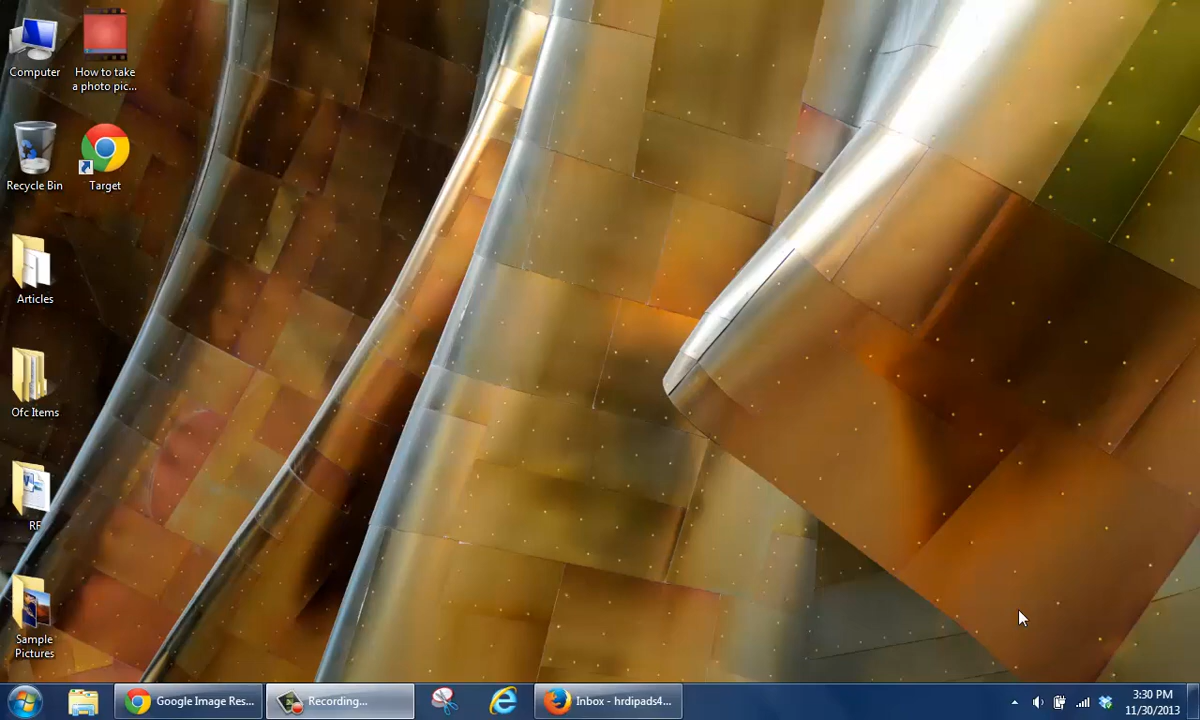 Computer
How to take
a photo pic...
Recycle Bin
Target
Articles
Ofc Items
RF
Sample
Pictures
Google Image Res...
Recording...
Inbox - hrdipads4...
3:30 PM
11/30/2013